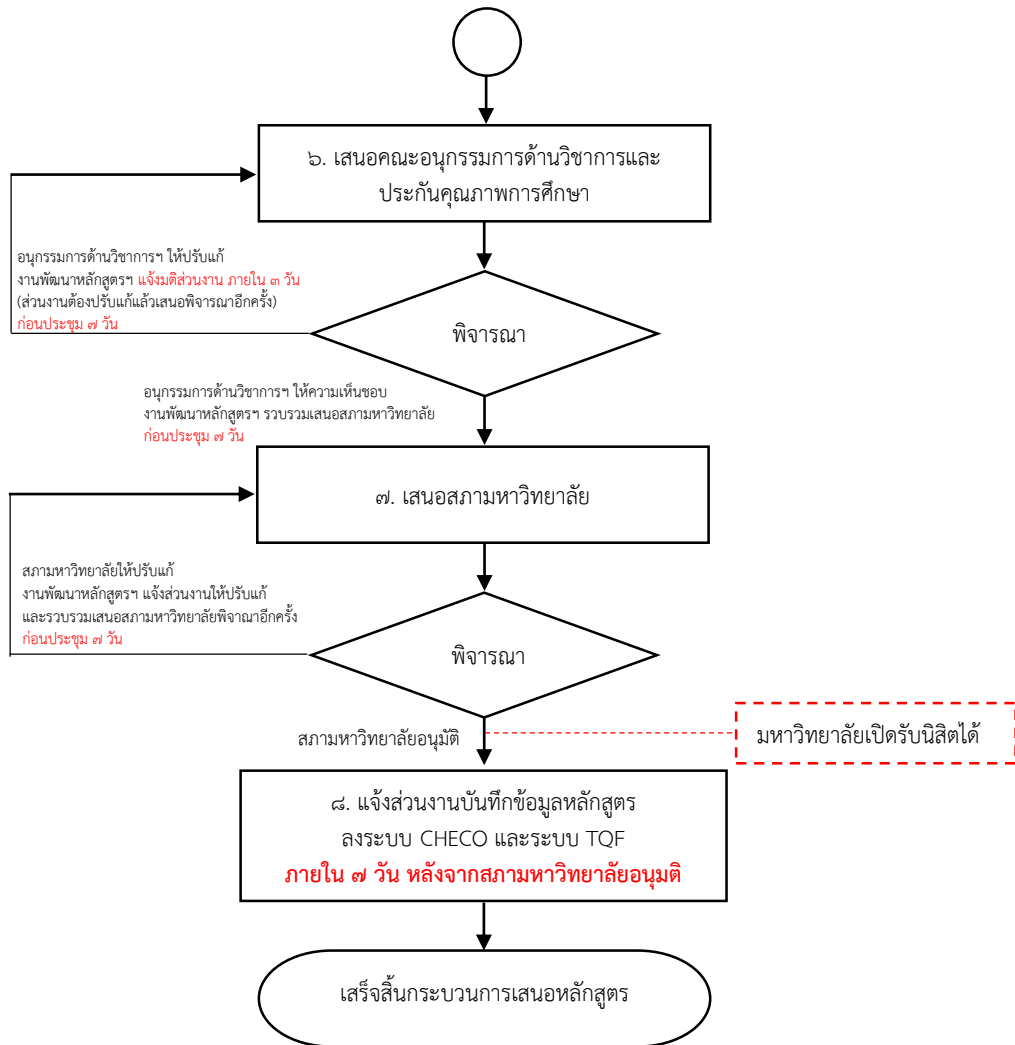 ๖. เสนอคณะอนุกรรมการด้านวิชาการและ
ประกันคุณภาพการศึกษา
อนุกรรมการด้านวิชาการฯ ให้ปรับแก้
งานพัฒนาหลักสูตรฯ แจ้งมติส่วนงาน ภายใน ๓ วัน
(ส่วนงานต้องปรับแก้แล้วเสนอพิจารณาอีกครั้ง)
ก่อนประชุม ๗ วัน
พิจารณา
อนุกรรมการด้านวิชาการฯ ให้ความเห็นชอบ
งานพัฒนาหลักสูตรฯ รวบรวมเสนอสภามหาวิทยาลัย
ก่อนประชุม ๗ วัน
๗. เสนอสภามหาวิทยาลัย
สภามหาวิทยาลัยให้ปรับแก้
งานพัฒนาหลักสูตรฯ แจ้งส่วนงานให้ปรับแก้
และรวบรวมเสนอสภามหาวิทยาลัยพิจาณาอีกครั้ง
ก่อนประชุม ๗ วัน
พิจารณา
สภามหาวิทยาลัยอนุมัติ
มหาวิทยาลัยเปิดรับนิสิตได้
๘. แจ้งส่วนงานบันทึกข้อมูลหลักสูตร
ลงระบบ CHECO และระบบ TQF
ภายใน ๗ วัน หลังจากสภามหาวิทยาลัยอนุมติ
เสร็จสิ้นกระบวนการเสนอหลักสูตร